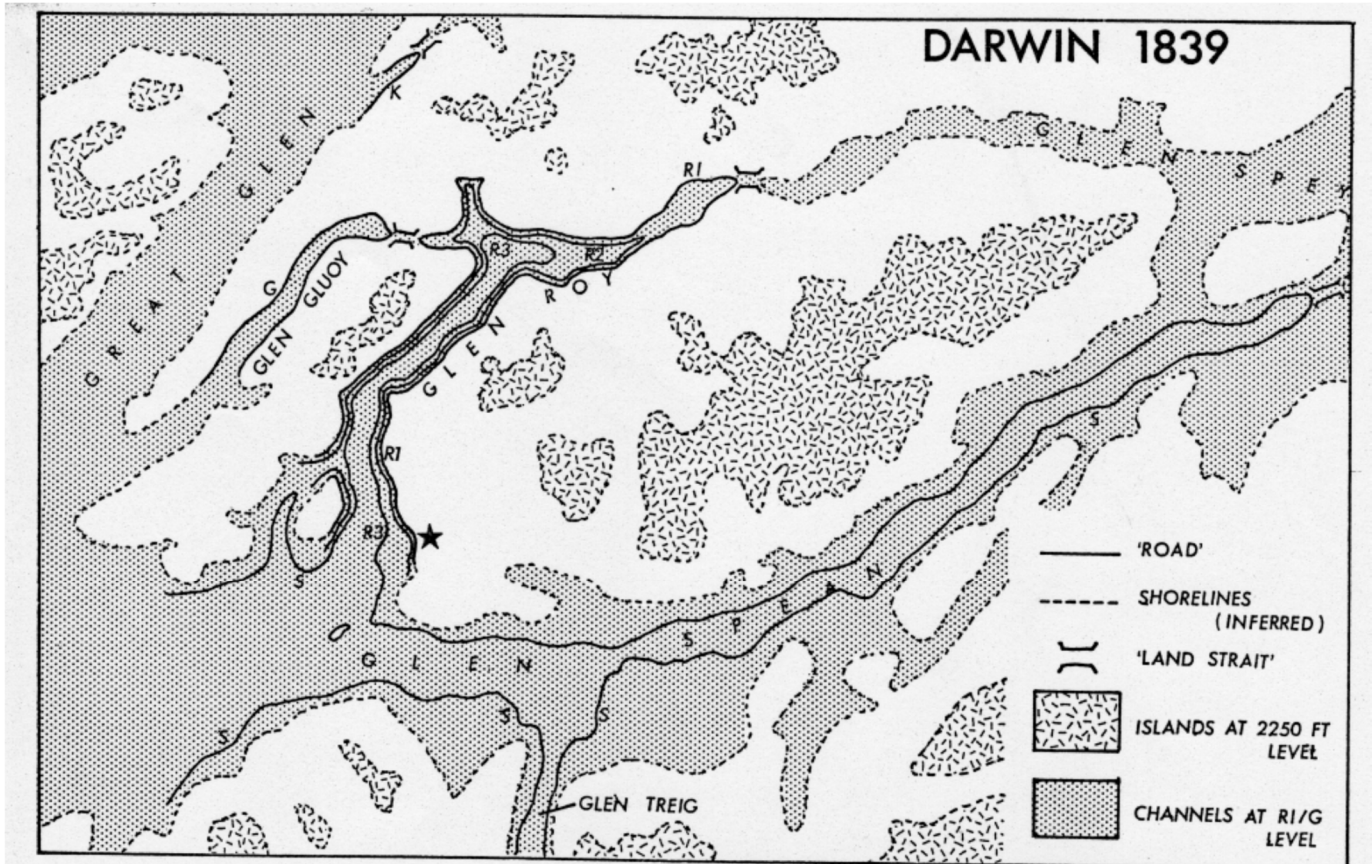 DARWIN 1839
K
GREAT GLEN
GLEN SPEY
R1
R3
R2
G
GLEN GLUOY
GLEN ROY
R1
R3
S
S
GLEN SPEAN
S
S
S
GLEN TREIG
'ROAD'
SHORELINES
(INFERRED)
'LAND STRAIT'
ISLANDS AT 2250 FT
LEVEL
CHANNELS AT R1/G
LEVEL